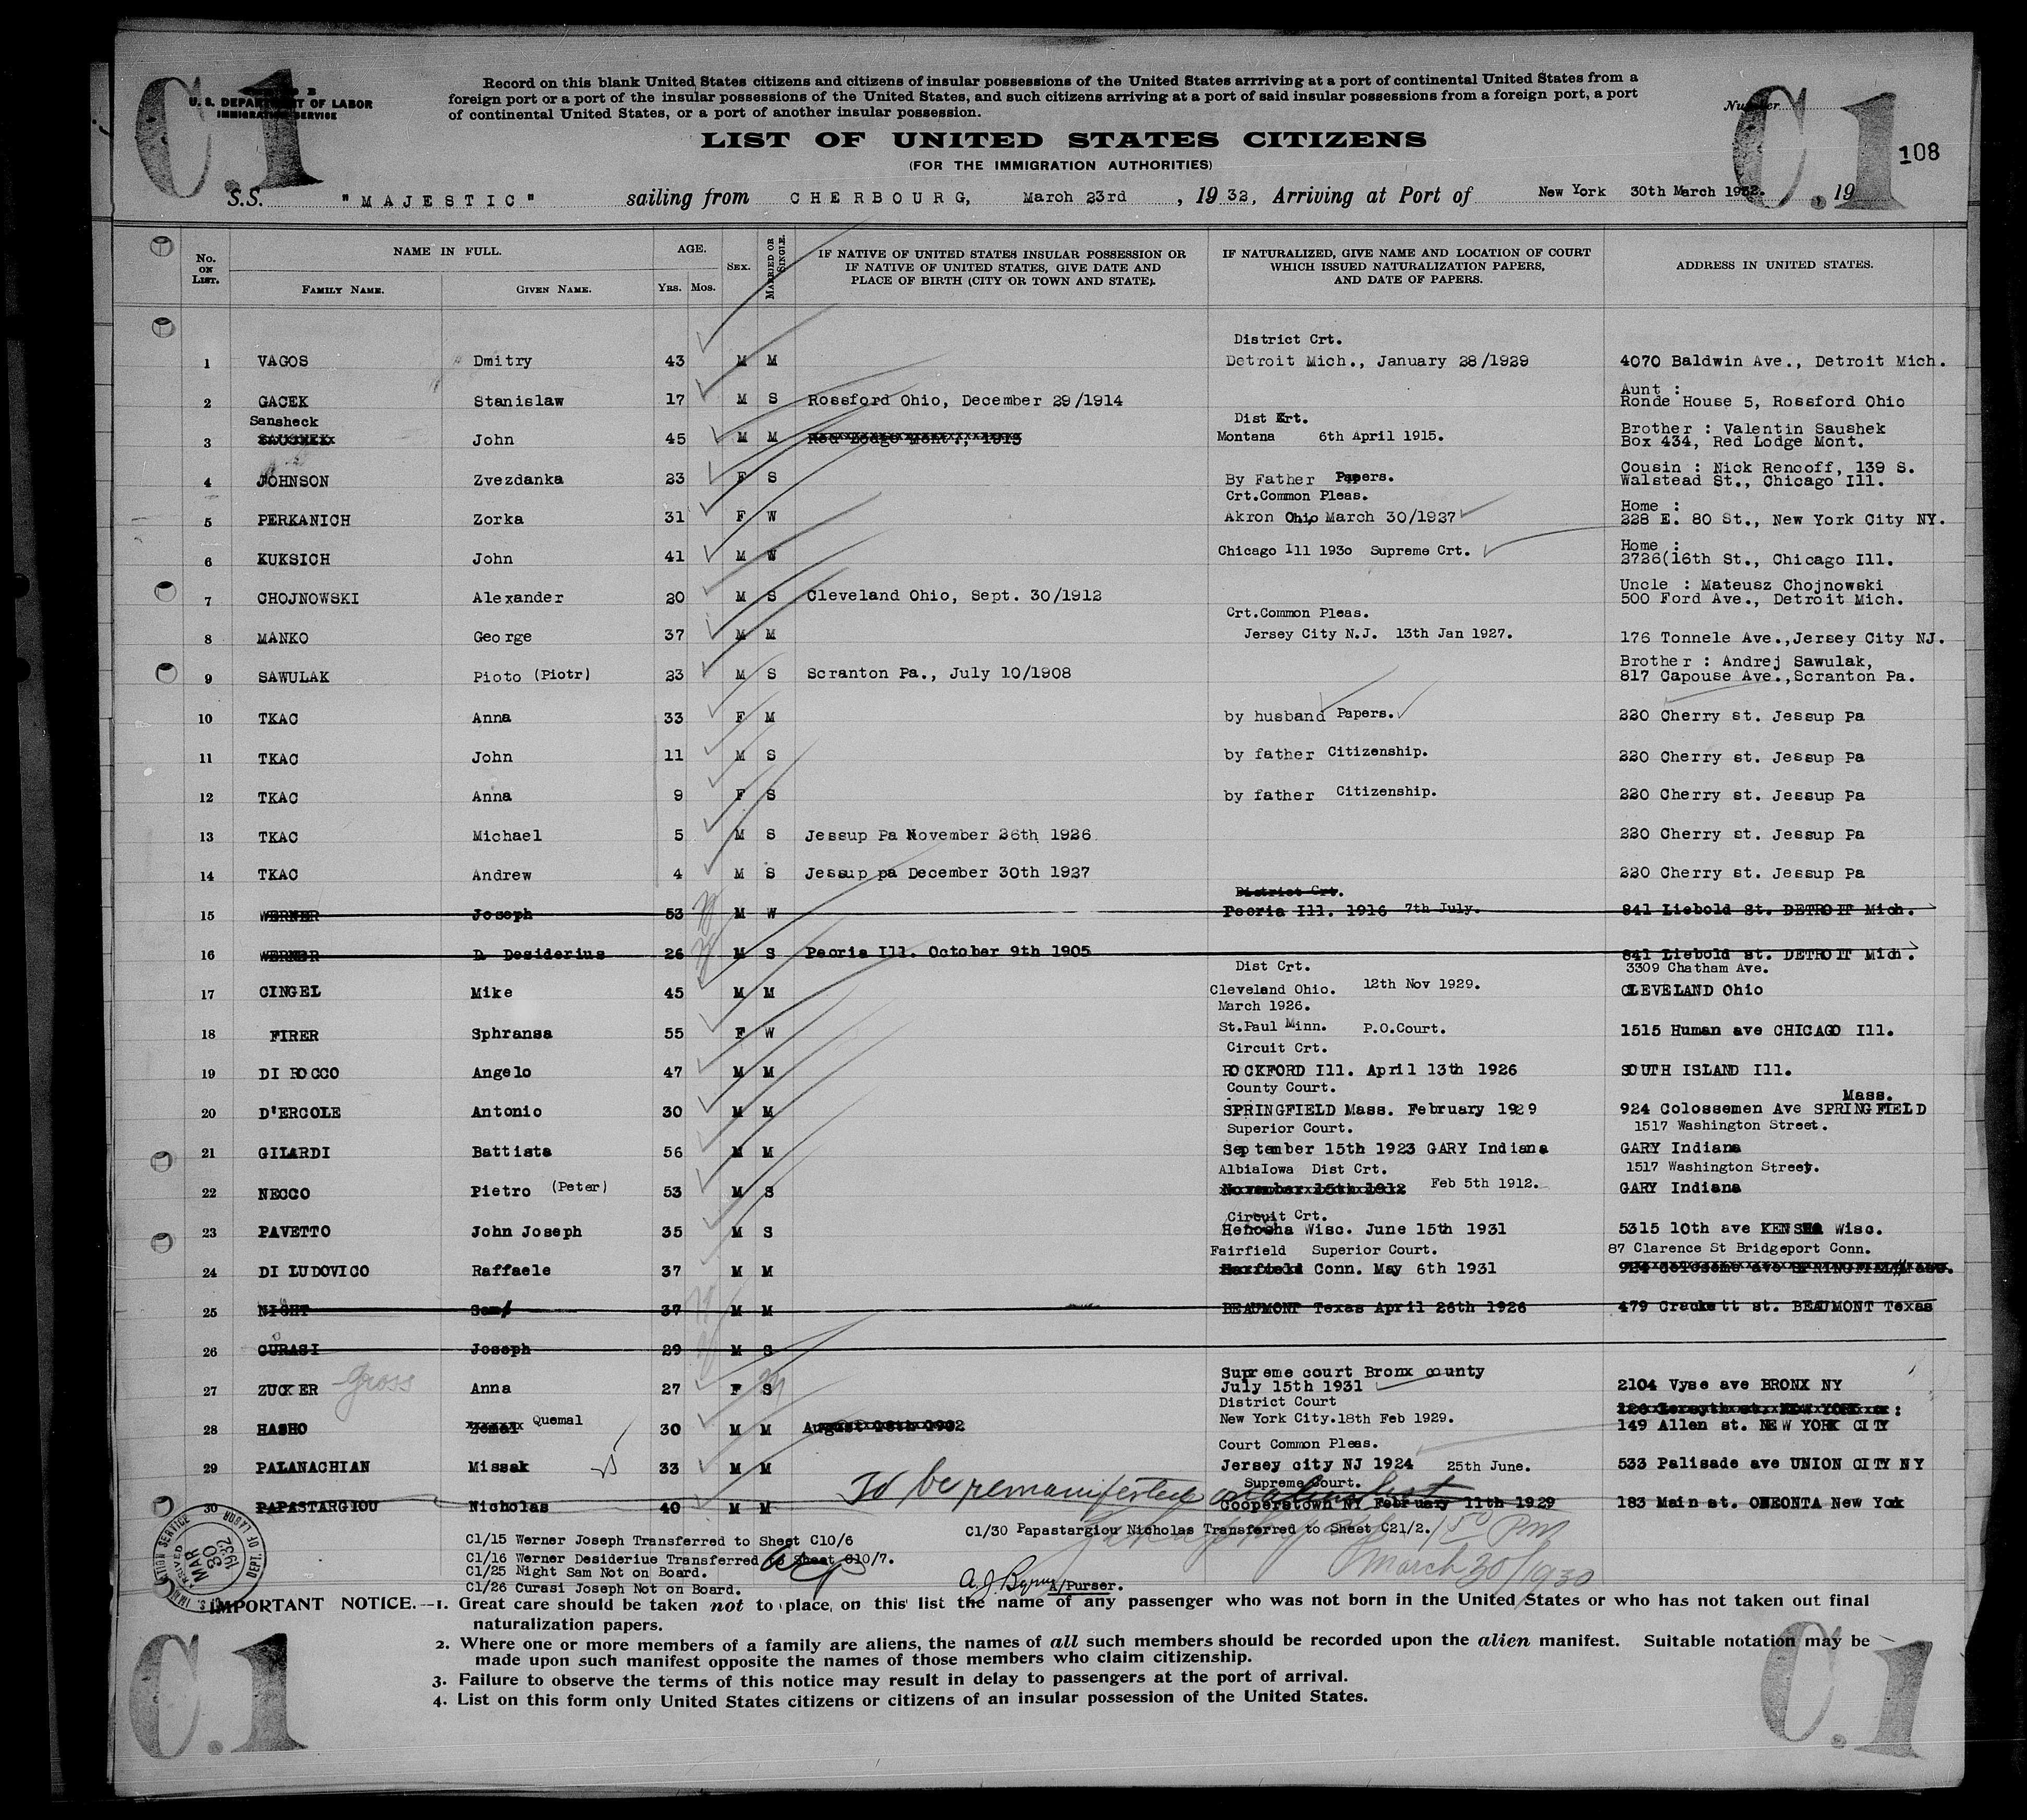 C.1
U. S. DEPARTMENT OF LABOR
IMMIGRATION SERVICE
Record on this blank United States citizens and citizens of insular possessions of the United States arrriving at a port of continental United States from a
foreign port or a port of the insular possessions of the United States, and such citizens arriving at a port of said insular possessions from a foreign port, a port
of continental United States, or a port of another insular possession.
Number
C.1
108
LIST OF UNITED STATES CITIZENS
(FOR THE IMMIGRATION AUTHORITIES)
S.S. "MAJESTIC" sailing from CHERBOURG, March 23rd, 1932, Arriving at Port of New York 30th March 1932. , 19
No. ON LIST. NAME IN FULL. AGE. SEX. MARRIED OR SINGLE. IF NATIVE OF UNITED STATES INSULAR POSSESSION OR IF NATIVE OF UNITED STATES, GIVE DATE AND PLACE OF BIRTH (CITY OR TOWN AND STATE). IF NATURALIZED, GIVE NAME AND LOCATION OF COURT WHICH ISSUED NATURALIZATION PAPERS, AND DATE OF PAPERS. ADDRESS IN UNITED STATES.
FAMILY NAME. GIVEN NAME. YRS. MOS.
District Crt.
1 VAGOS Dmitry 43 M M Detroit Mich., January 28/1929 4070 Baldwin Ave., Detroit Mich.
Aunt :
2 GACEK Stanislaw 17 M S Rossford Ohio, December 29/1914 Ronde House 5, Rossford Ohio
Sansheck Dist Crt. Brother : Valentin Saushek
3 John 45 M M Red Lodge Mont , 1913 Montana 6th April 1915. Box 434, Red Lodge Mont.
Cousin : Nick Rencoff, 139 S.
4 JOHNSON Zvezdanka 23 F S By Father Papers. Walstead St., Chicago Ill.
Crt.Common Pleas. Home :
5 PERKANICH Zorka 31 F W Akron Ohio March 30/1927 228 E. 80 St., New York City NY.
Home :
6 KUKSICH John 41 M W Chicago Ill 1930 Supreme Crt. 2726(16th St., Chicago Ill.
Uncle : Mateusz Chojnowski
7 CHOJNOWSKI Alexander 20 M S Cleveland Ohio, Sept. 30/1912 500 Ford Ave., Detroit Mich.
Crt.Common Pleas.
8 MANKO George 37 M M Jersey City N.J. 13th Jan 1927. 176 Tonnele Ave.,Jersey City NJ.
Brother : Andrej Sawulak,
9 SAWULAK Pioto (Piotr) 23 M S Scranton Pa., July 10/1908 817 Capouse Ave.,Scranton Pa.
10 TKAC Anna 33 F M by husband Papers. 220 Cherry st. Jessup Pa
11 TKAC John 11 M S by father Citizenship. 220 Cherry st. Jessup Pa
12 TKAC Anna 9 F S by father Citizenship. 220 Cherry st. Jessup Pa
13 TKAC Michael 5 M S Jessup Pa November 26th 1926 220 Cherry st. Jessup Pa
14 TKAC Andrew 4 M S Jessup pa December 30th 1927 220 Cherry st. Jessup Pa
District Crt.
15 WERNER Joseph 53 M W Peoria Ill. 1916 7th July. 841 Liebold St. DETROIT Mich.
16 WERNER D. Desiderius 26 M S Peoria Ill. October 9th 1905 841 Liebold st. DETROIT Mich.
Dist Crt. 3309 Chatham Ave.
17 CINGEL Mike 45 M M Cleveland Ohio. 12th Nov 1929. CLEVELAND Ohio
March 1926.
18 FIRER Sphransa 55 F W St.Paul Minn. P.O.Court. 1515 Human ave CHICAGO Ill.
Circuit Crt.
19 DI ROCCO Angelo 47 M M ROCKFORD Ill. April 13th 1926 SOUTH ISLAND Ill.
County Court. Mass.
20 D'ERCOLE Antonio 30 M M SPRINGFIELD Mass. February 1929 924 Colossemen Ave SPRINGFIELD
Superior Court. 1517 Washington Street.
21 GILARDI Battista 56 M M September 15th 1923 GARY Indiana GARY Indiana
AlbiaIowa Dist Crt. 1517 Washington Street.
22 NECCO Pietro (Peter) 53 M S November 15th 1912 Feb 5th 1912. GARY Indiana
Circuit Crt.
23 PAVETTO John Joseph 35 M S Henosha Wisc. June 15th 1931 5315 10th ave KENSHA Wisc.
Fairfield Superior Court. 87 Clarence St Bridgeport Conn.
24 DI LUDOVICO Raffaele 37 M M Conn. May 6th 1931 924 Coloseme ave SPRINGFIELD Mass.
25 NIGHT Sam 37 M M BEAUMONT Texas April 26th 1926 479 Crackett st. BEAUMONT Texas
26 CURASI Joseph 29 M S
Supreme court Bronx county
27 ZUCKER Gross Anna 27 F S July 15th 1931 2104 Vyse ave BRONX NY
District Court
28 HASHO Zemal Quemal 30 M M August 18th 1902 New York City.18th Feb 1929. 149 Allen st. NEW YORK CITY
Court Common Pleas.
29 PALANACHIAN Missak 33 M M Jersey city NJ 1924 25th June. 533 Palisade ave UNION CITY NY
To be remanifested on alien list
Supreme Court.
30 PAPASTARGIOU Nicholas 40 M M Cooperstown NY February 11th 1929 183 Main st. ONEONTA New York
C1/15 Werner Joseph Transferred to Sheet C10/6
C1/30 Papastargiou Nicholas Transferred to Sheet C21/2.
C1/16 Werner Desideriue Transferred to Sheet C10/7.
C1/25 Night Sam Not on Board.
C1/26 Curasi Joseph Not on Board.
1 50 PM
March 30/1930
A.J. Byrne A/Purser.
U.S. IMMIGRATION SERVICE DEPT. OF LABOR
MAR 30 1932
IMPORTANT NOTICE.—1. Great care should be taken not to place on this list the name of any passenger who was not born in the United States or who has not taken out final
naturalization papers.
2. Where one or more members of a family are aliens, the names of all such members should be recorded upon the alien manifest. Suitable notation may be
made upon such manifest opposite the names of those members who claim citizenship.
3. Failure to observe the terms of this notice may result in delay to passengers at the port of arrival.
4. List on this form only United States citizens or citizens of an insular possession of the United States.
C.1
C.1